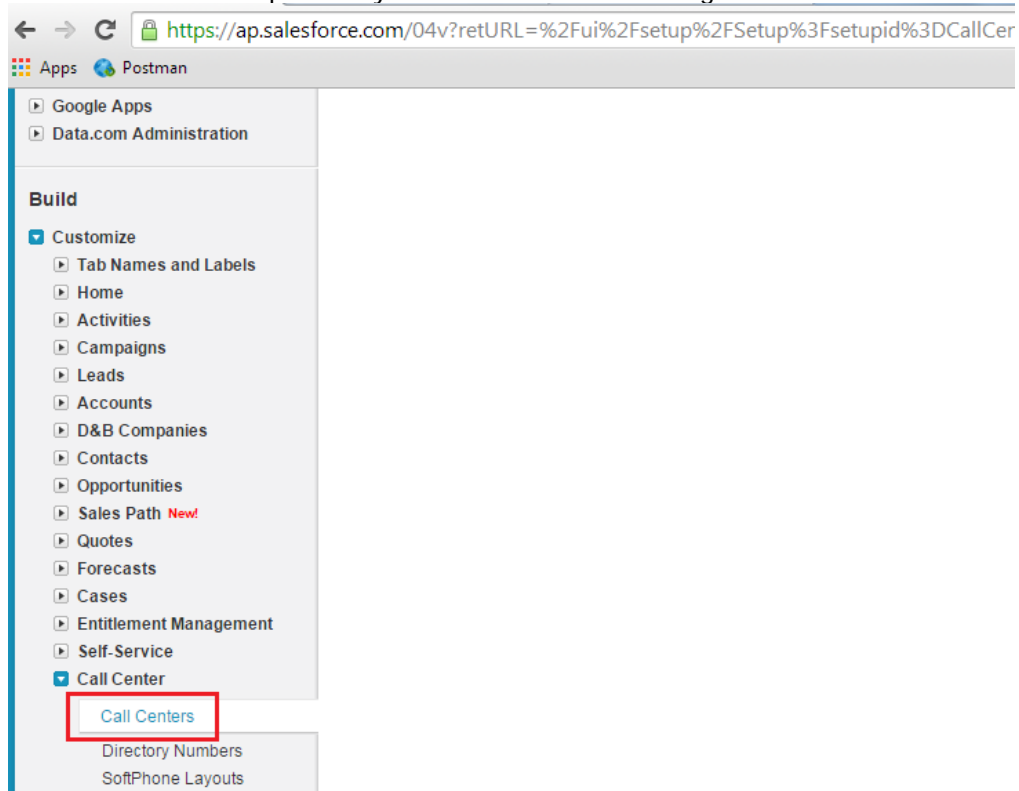 https://ap.salesforce.com/04v?retURL=%2Fui%2Fsetup%2FSetup%3Fsetupid%3DCallCer
Apps Postman
Google Apps
Data.com Administration
Build
Customize
Tab Names and Labels
Home
Activities
Campaigns
Leads
Accounts
D&B Companies
Contacts
Opportunities
Sales Path New!
Quotes
Forecasts
Cases
Entitlement Management
Self-Service
Call Center
Call Centers
Directory Numbers
SoftPhone Layouts